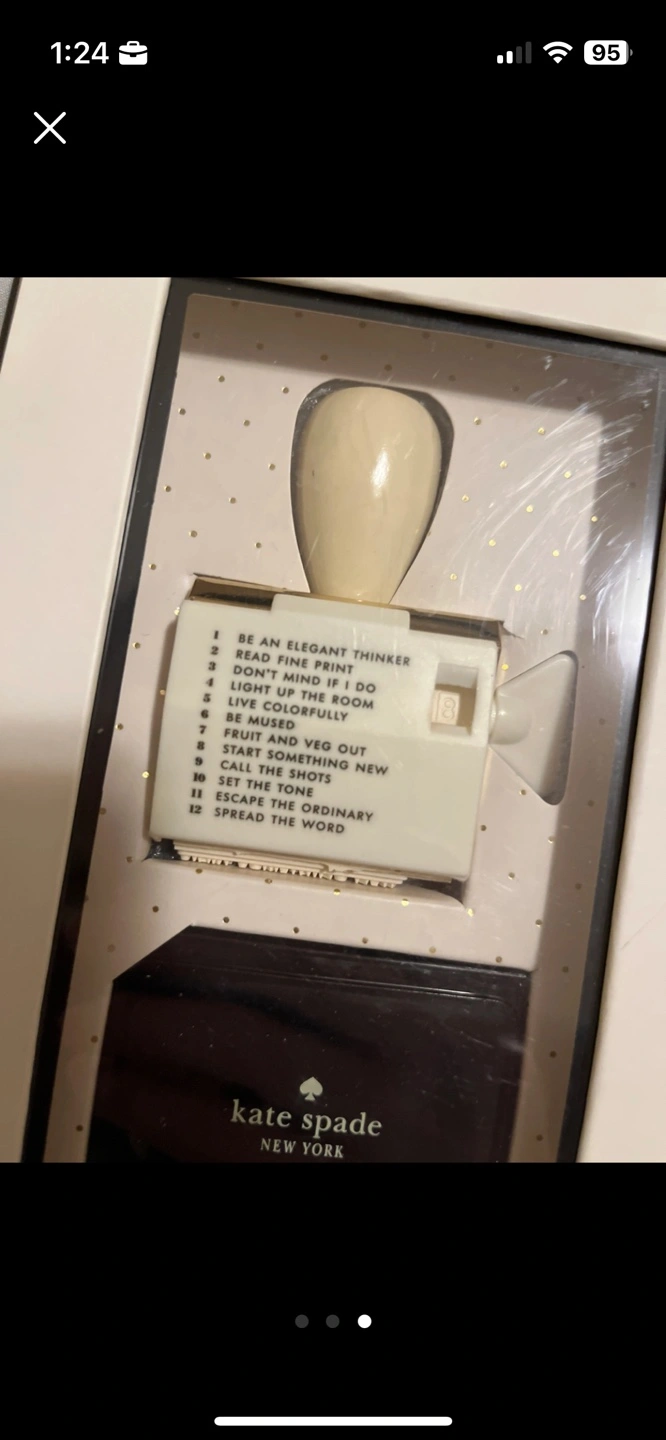 1:24
95
1 BE AN ELEGANT THINKER
2 READ FINE PRINT
3 DON'T MIND IF I DO
4 LIGHT UP THE ROOM
5 LIVE COLORFULLY
6 BE MUSED
7 FRUIT AND VEG OUT
8 START SOMETHING NEW
9 CALL THE SHOTS
10 SET THE TONE
11 ESCAPE THE ORDINARY
12 SPREAD THE WORD
8
kate spade
NEW YORK